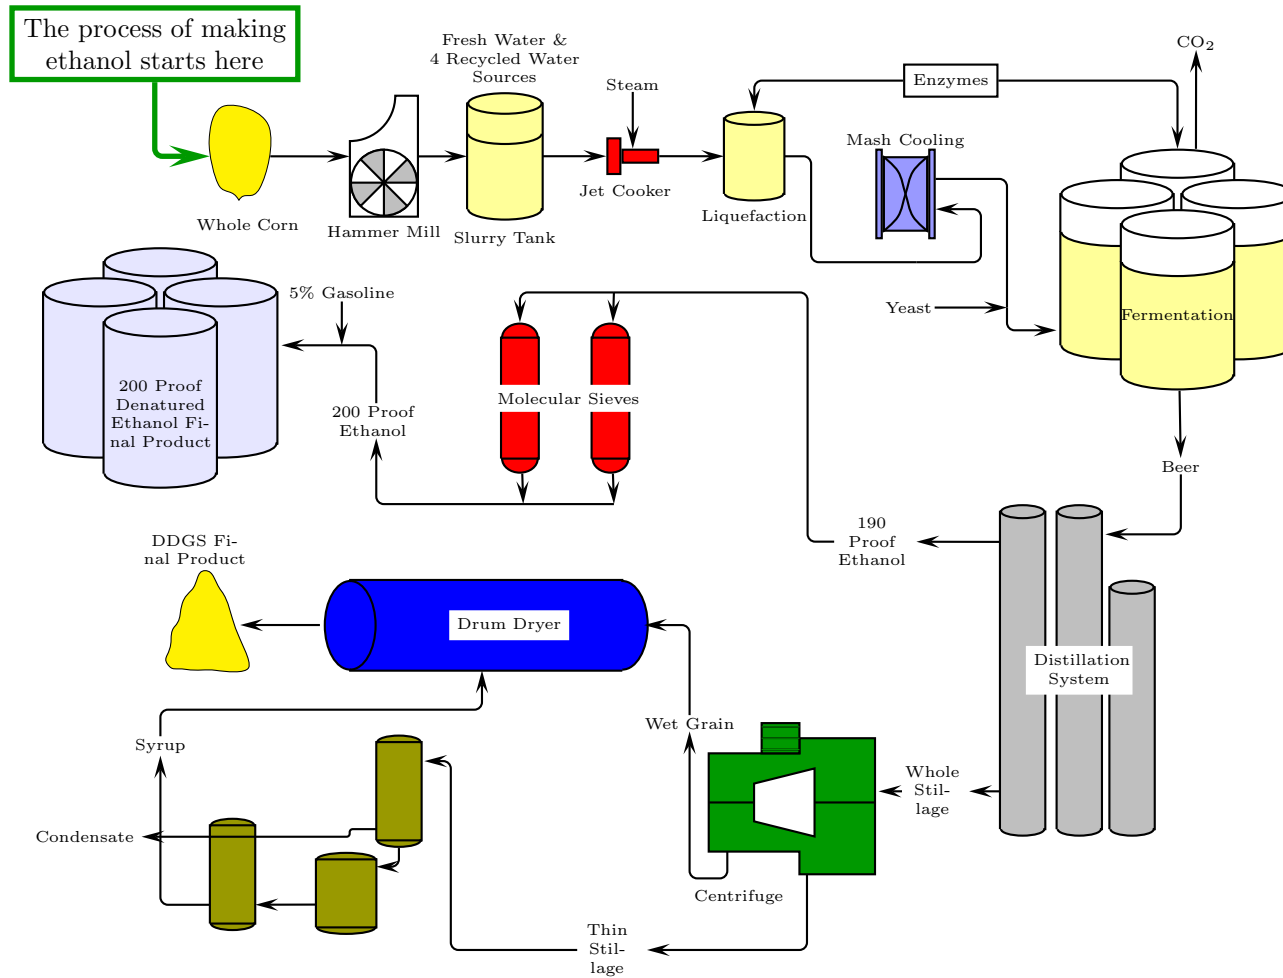 The process of making
ethanol starts here
Fresh Water &
4 Recycled Water
Sources
Steam
Enzymes
CO2
Mash Cooling
Whole Corn
Hammer Mill
Slurry Tank
Jet Cooker
Liquefaction
5% Gasoline
Yeast
Fermentation
200 Proof
Denatured
Ethanol Fi-
nal Product
200 Proof
Ethanol
Molecular Sieves
Beer
190
Proof
Ethanol
DDGS Fi-
nal Product
Drum Dryer
Distillation
System
Wet Grain
Syrup
Whole
Stil-
lage
Condensate
Centrifuge
Thin
Stil-
lage